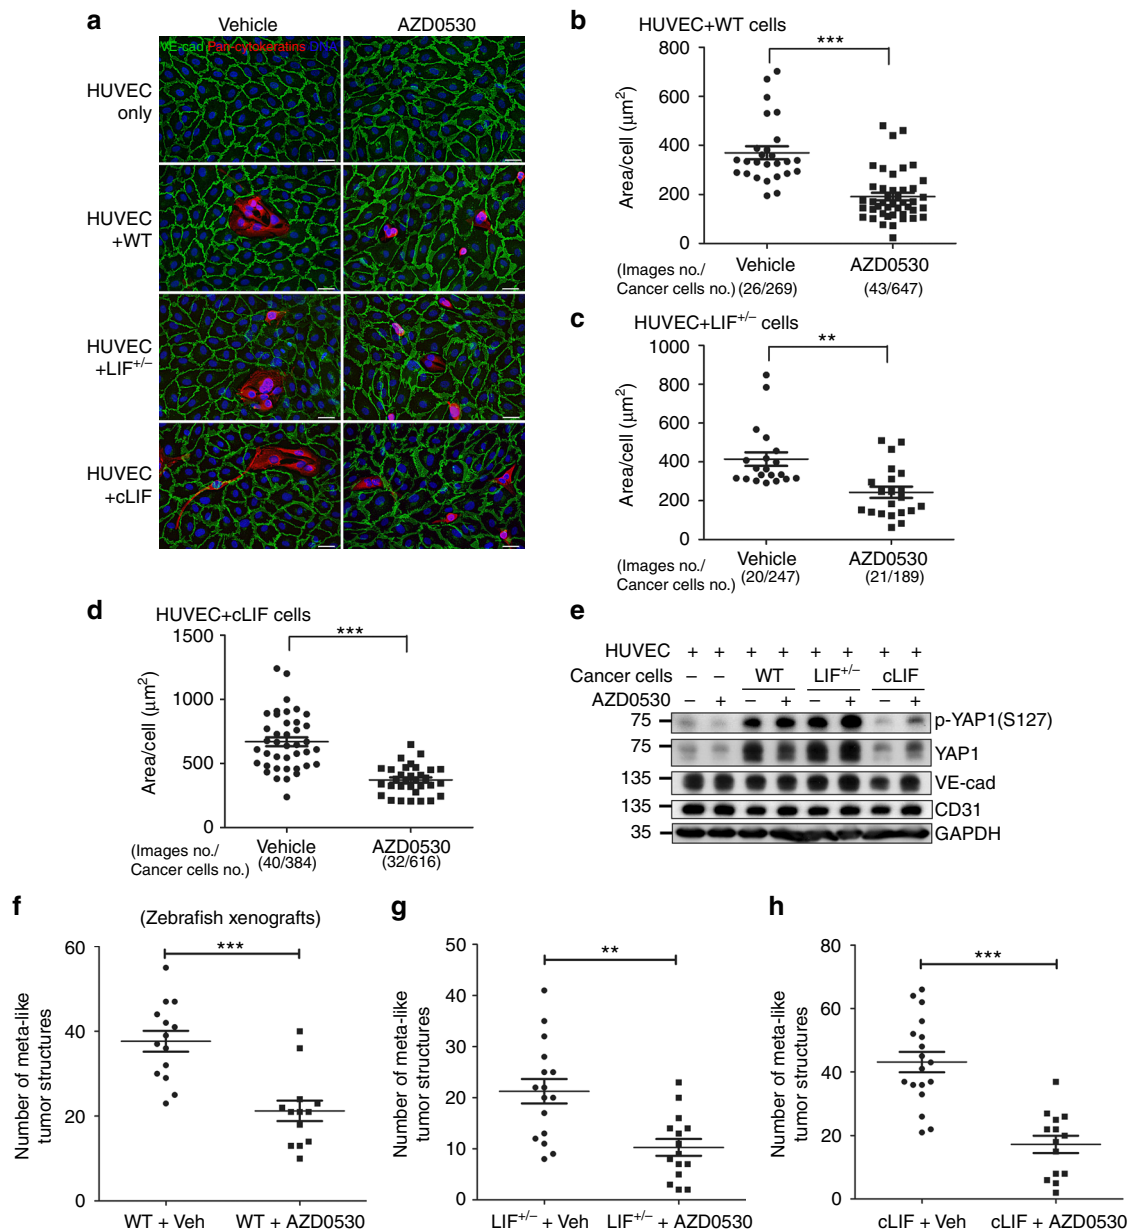 a
Vehicle
AZD0530
VE-cad Pan-cytokeratins DNA
HUVEC
only
HUVEC
+WT
HUVEC
+LIF+/–
HUVEC
+cLIF
b
HUVEC+WT cells
***
Area/cell (μm2)
800
600
400
200
0
Vehicle
AZD0530
(Images no./
Cancer cells no.)
(26/269)
(43/647)
c
HUVEC+LIF+/– cells
**
Area/cell (μm2)
1000
800
600
400
200
0
Vehicle
AZD0530
(Images no./
Cancer cells no.)
(20/247)
(21/189)
d
HUVEC+cLIF cells
***
Area/cell (μm2)
1500
1000
500
0
Vehicle
AZD0530
(Images no./
Cancer cells no.)
(40/384)
(32/616)
e
HUVEC + + + + + + + +
Cancer cells – – WT LIF+/– cLIF
AZD0530 – + – + – + – +
75 p-YAP1(S127)
75 YAP1
135 VE-cad
135 CD31
35 GAPDH
f
(Zebrafish xenografts)
***
Number of meta-like
tumor structures
60
40
20
0
WT + Veh
WT + AZD0530
g
**
Number of meta-like
tumor structures
50
40
30
20
10
0
LIF+/– + Veh
LIF+/– + AZD0530
h
***
Number of meta-like
tumor structures
80
60
40
20
0
cLIF + Veh
cLIF + AZD0530